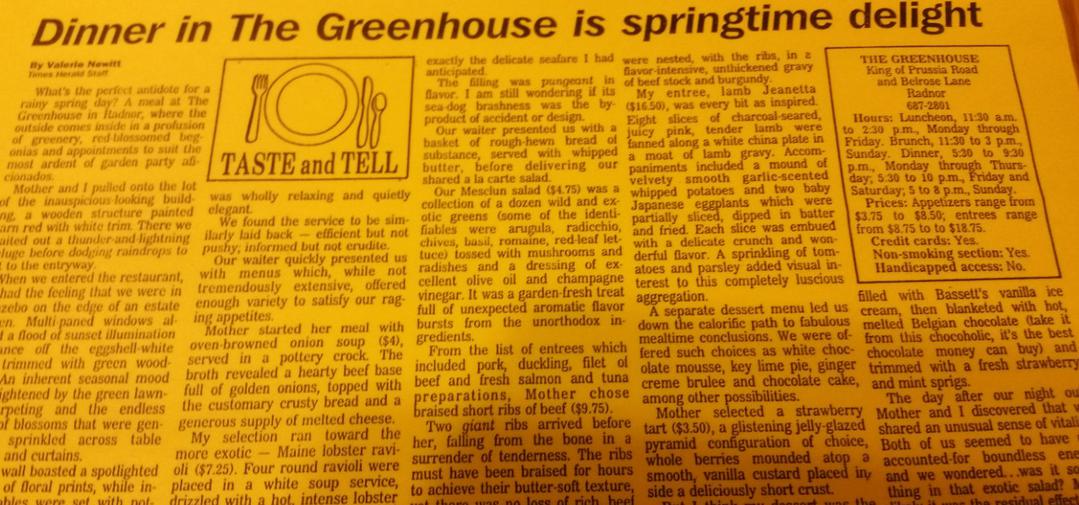 Dinner in The Greenhouse is springtime delight
By Valerie Newitt
Times Herald Staff
What's the perfect antidote for a
rainy spring day? A meal at The
Greenhouse in Radnor, where the
outside comes inside in a profusion
of greenery, red-blossomed beg-
onias and appointments to suit the
most ardent of garden party afi-
cionados.
Mother and I pulled onto the lot
of the inauspicious-looking build-
a wooden structure painted
red with white trim. There we
out a thunder-and-lightning
before dodging raindrops to
to the entryway.
When we entered the restaurant,
had the feeling that we were in
on the edge of an estate
Multi-paned windows al-
a flood of sunset illumination
off the eggshell-white
trimmed with green wood-
An inherent seasonal mood
by the green lawn-
and the endless
of blossoms that were gen-
sprinkled across table
and curtains.
wall boasted a spotlighted
of floral prints, while in-
were set with pot-
TASTE and TELL
was wholly relaxing and quietly
elegant.
We found the service to be sim-
ilarly laid back — efficient but not
pushy; informed but not erudite.
Our waiter quickly presented us
with menus which, while not
tremendously extensive, offered
enough variety to satisfy our rag-
ing appetites.
Mother started her meal with
oven-browned onion soup ($4),
served in a pottery crock. The
broth revealed a hearty beef base
full of golden onions, topped with
the customary crusty bread and a
generous supply of melted cheese.
My selection ran toward the
more exotic — Maine lobster ravi-
oli ($7.25). Four round ravioli were
placed in a white soup service,
drizzled with a hot, intense lobster
exactly the delicate seafare I had
anticipated.
The filling was pungeant in
flavor. I am still wondering if its
sea-dog brashness was the by-
product of accident or design.
Our waiter presented us with a
basket of rough-hewn bread of
substance, served with whipped
butter, before delivering our
shared a la carte salad.
Our Mesclun salad ($4.75) was a
collection of a dozen wild and ex-
otic greens (some of the identi-
fiables were arugula, radicchio,
chives, basil, romaine, red-leaf let-
tuce) tossed with mushrooms and
radishes and a dressing of ex-
cellent olive oil and champagne
vinegar. It was a garden-fresh treat
full of unexpected aromatic flavor
bursts from the unorthodox in-
gredients.
From the list of entrees which
included pork, duckling, filet of
beef and fresh salmon and tuna
preparations, Mother chose
braised short ribs of beef ($9.75).
Two giant ribs arrived before
her, falling from the bone in a
surrender of tenderness. The ribs
must have been braised for hours
to achieve their butter-soft texture,
yet there was no loss of rich beef
were nested, with the ribs, in a
flavor-intensive, unthickened gravy
of beef stock and burgundy.
My entree, lamb Jeanetta
($16.50), was every bit as inspired.
Eight slices of charcoal-seared,
juicy pink, tender lamb were
fanned along a white china plate in
a moat of lamb gravy. Accom-
paniments included a mound of
velvety smooth garlic-scented
whipped potatoes and two baby
Japanese eggplants which were
partially sliced, dipped in batter
and fried. Each slice was embued
with a delicate crunch and won-
derful flavor. A sprinkling of tom-
atoes and parsley added visual in-
terest to this completely luscious
aggregation.
A separate dessert menu led us
down the calorific path to fabulous
mealtime conclusions. We were of-
fered such choices as white choc-
olate mousse, key lime pie, ginger
creme brulee and chocolate cake,
among other possibilities.
Mother selected a strawberry
tart ($3.50), a glistening jelly-glazed
pyramid configuration of choice,
whole berries mounded atop a
smooth, vanilla custard placed in
side a deliciously short crust.
But I think my dessert was the
THE GREENHOUSE
King of Prussia Road
and Belrose Lane
Radnor
687-2801
Hours: Luncheon, 11:30 a.m.
to 2:30 p.m., Monday through
Friday. Brunch, 11:30 to 3 p.m.,
Sunday. Dinner, 5:30 to 9:30
p.m., Monday through Thurs-
day; 5:30 to 10 p.m., Friday and
Saturday; 5 to 8 p.m., Sunday.
Prices: Appetizers range from
$3.75 to $8.50; entrees range
from $8.75 to $18.75.
Credit cards: Yes.
Non-smoking section: Yes.
Handicapped access: No.
filled with Bassett's vanilla ice
cream, then blanketed with hot,
melted Belgian chocolate (take it
from this chocoholic, it's the best
chocolate money can buy) and
trimmed with a fresh strawberry
and mint sprigs.
The day after our night out
Mother and I discovered that
shared an unusual sense of
Both of us seemed to have
accounted-for boundless
and we wondered...was it
thing in that exotic salad?
likely it was the residual